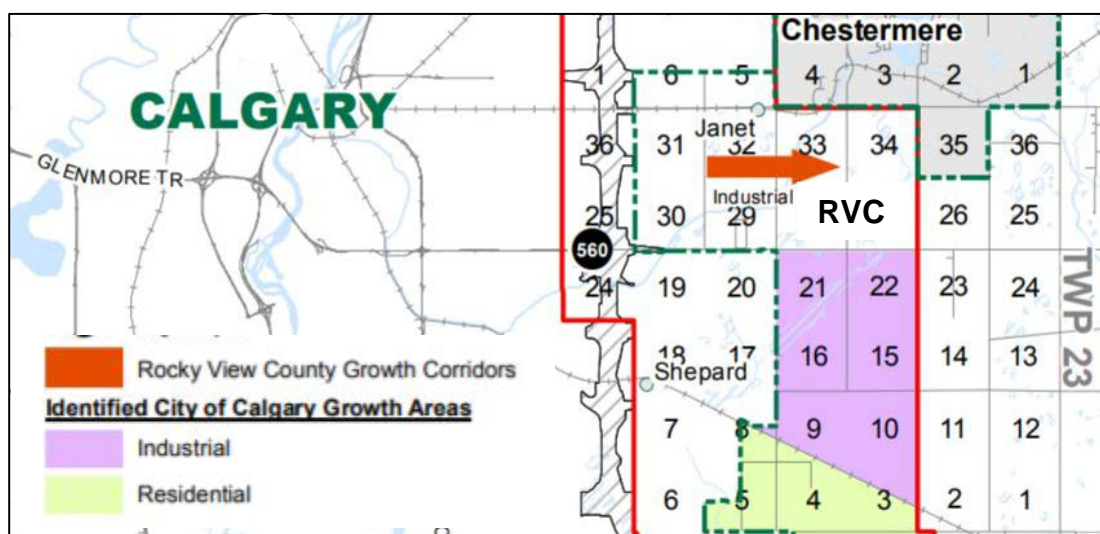 Chestermere
1 6 5 4 3 2 1
CALGARY
Janet
36 31 32 33 34 35 36
GLENMORE TR
Industrial
RVC
25 30 29 26 25
560
24 19 20 21 22 23 24
TWP 23
18 17 16 15 14 13
Shepard
7 8 9 10 11 12
6 5 4 3 2 1
Rocky View County Growth Corridors
Identified City of Calgary Growth Areas
Industrial
Residential